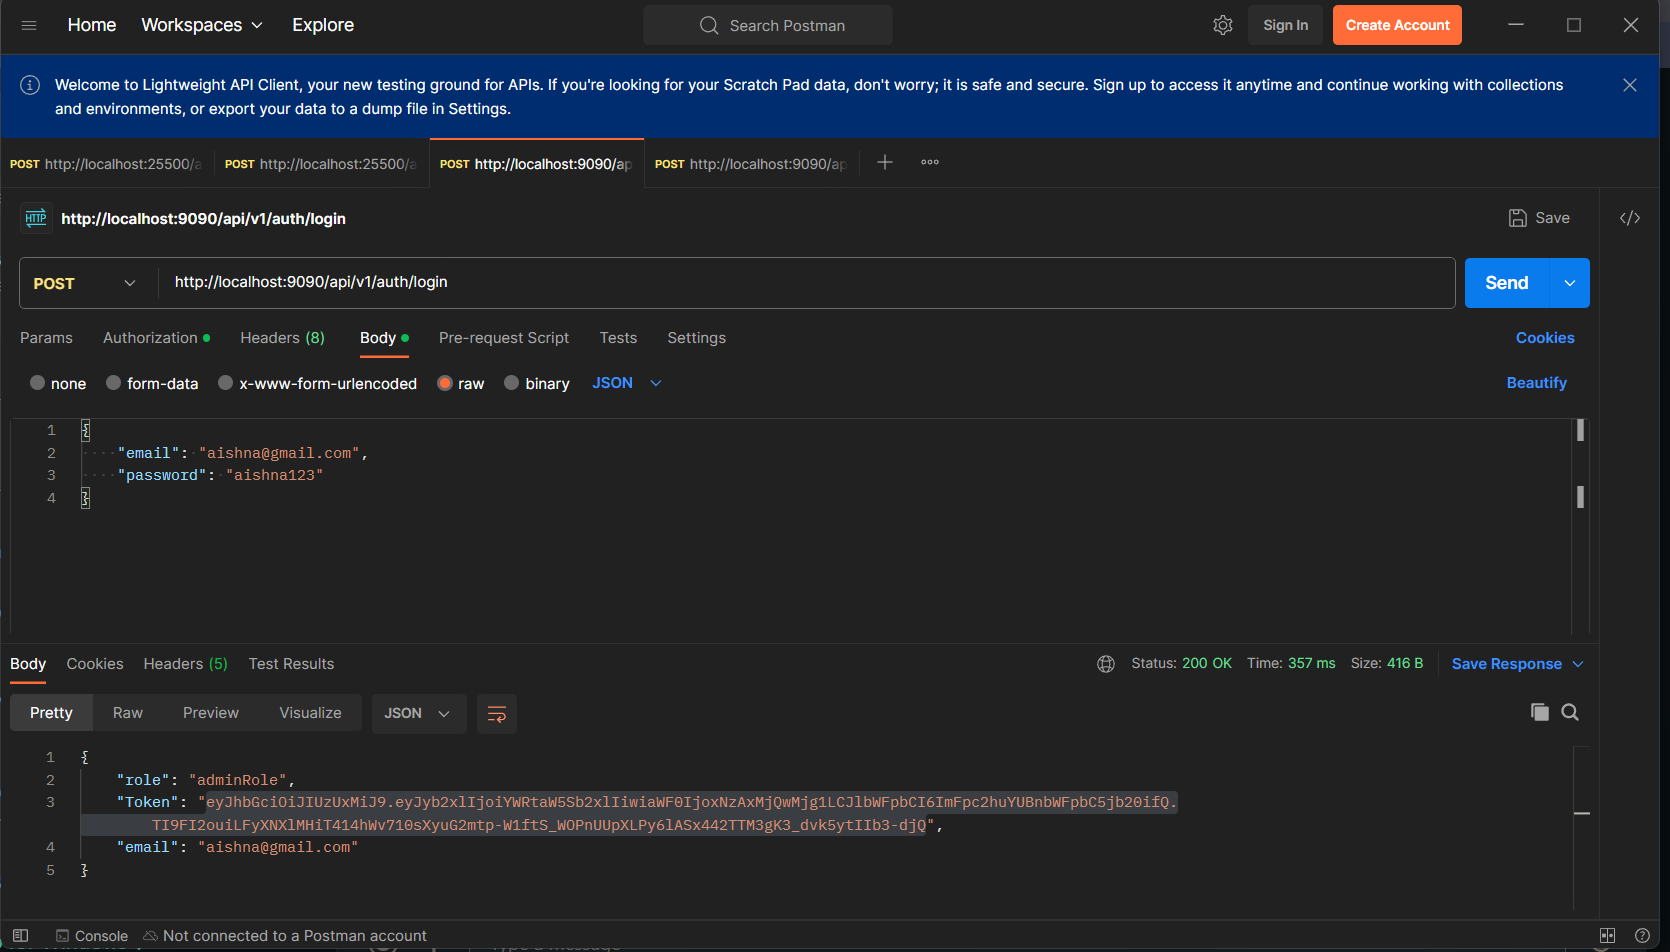 Home Workspaces Explore Search Postman Sign In Create Account
Welcome to Lightweight API Client, your new testing ground for APIs. If you're looking for your Scratch Pad data, don't worry; it is safe and secure. Sign up to access it anytime and continue working with collections
and environments, or export your data to a dump file in Settings.
POST http://localhost:25500/a POST http://localhost:25500/a POST http://localhost:9090/ap POST http://localhost:9090/ap
HTTP http://localhost:9090/api/v1/auth/login Save </>
POST http://localhost:9090/api/v1/auth/login Send
Params Authorization Headers (8) Body Pre-request Script Tests Settings Cookies
none form-data x-www-form-urlencoded raw binary JSON Beautify
1 {
2 "email": "aishna@gmail.com",
3 "password": "aishna123"
4 }
Body Cookies Headers (5) Test Results Status: 200 OK Time: 357 ms Size: 416 B Save Response
Pretty Raw Preview Visualize JSON
1 {
2 "role": "adminRole",
3 "Token": "eyJhbGciOiJIUzUxMiJ9.eyJyb2xlIjoiYWRtaW5Sb2xlIiwiaWF0IjoxNzAxMjQwMjg1LCJlbWFpbCI6ImFpc2huYUBnbWFpbC5jb20ifQ.
TI9FI2ouiLFyXNXlMHiT414hWv710sXyuG2mtp-W1ftS_WOPnUUpXLPy6lASx442TTM3gK3_dvk5ytIIb3-djQ",
4 "email": "aishna@gmail.com"
5 }
Console Not connected to a Postman account